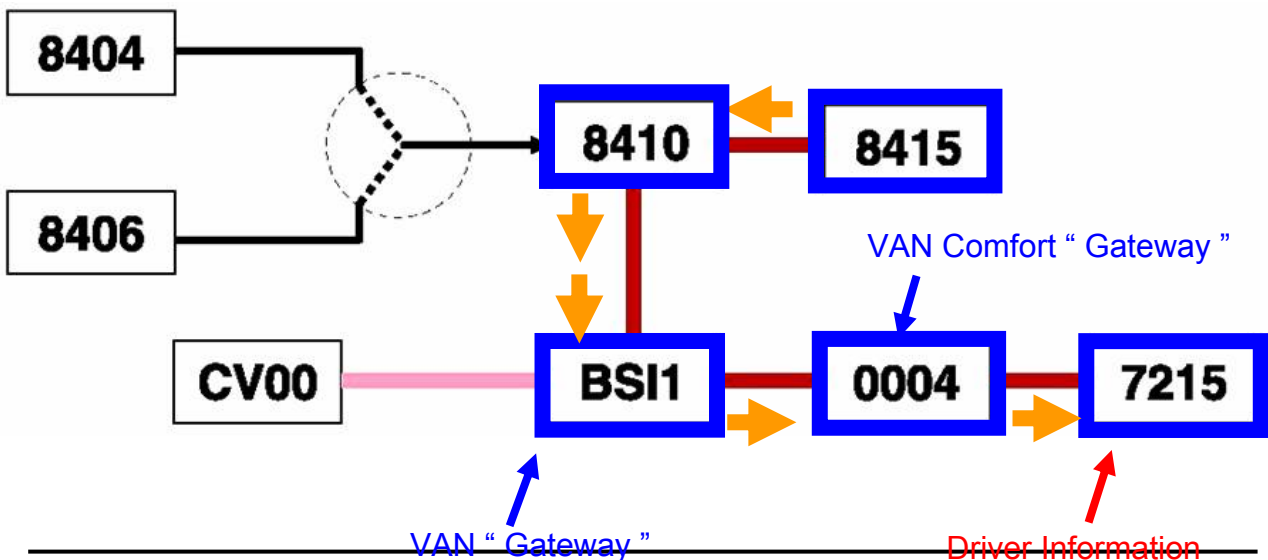 8404
8410
8415
8406
VAN Comfort “ Gateway ”
CV00
BSI1
0004
7215
VAN “ Gateway ”
Driver Information